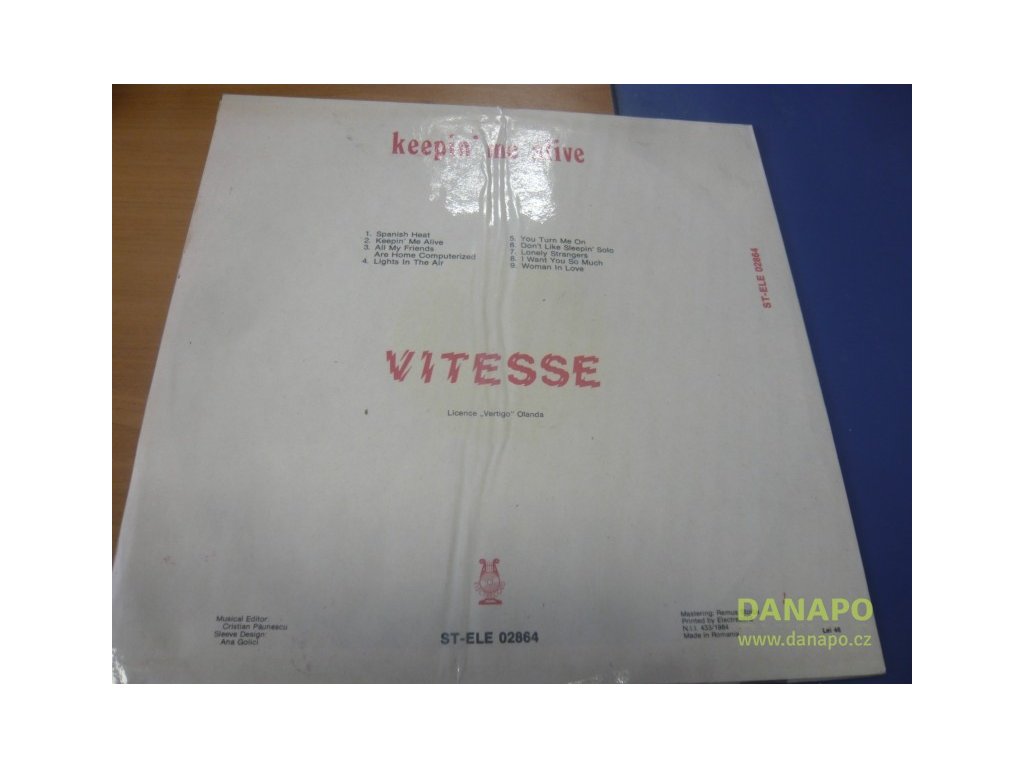 keepin' me alive
1. Spanish Heat
2. Keepin' Me Alive
3. All My Friends
Are Home Computerized
4. Lights In The Air
5. You Turn Me On
6. Don't Like Sleepin' Solo
7. Lonely Strangers
8. I Want You So Much
9. Woman In Love
ST-ELE 02864
VITESSE
Licence „Vertigo" Olanda
Musical Editor:
Cristian Păunescu
Sleeve Design:
Ana Golici
ST-ELE 02864
Mastering: Remus
Printed by
N.I.I. 433/1984
Made in Romania
Lei 46
DANAPO
www.danapo.cz